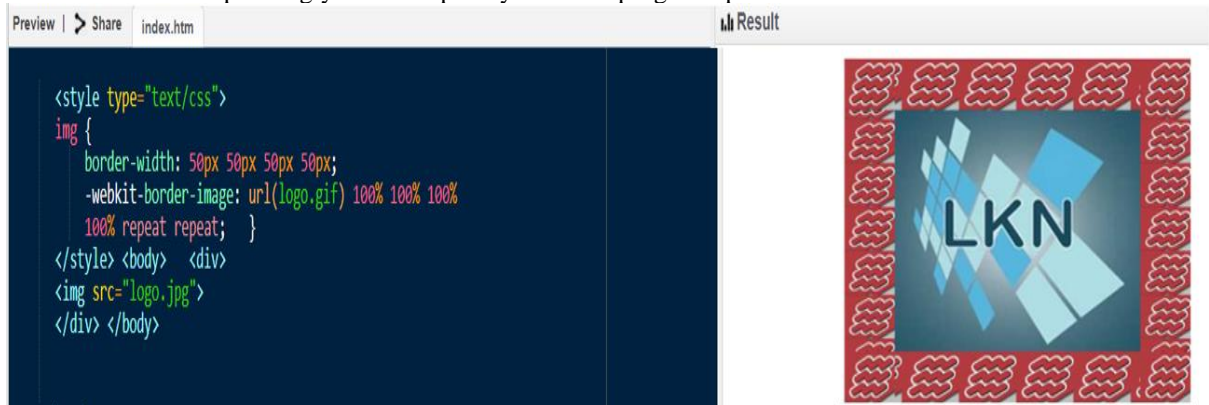 Preview | Share index.htm
Result
<style type="text/css">
img {
border-width: 50px 50px 50px 50px;
-webkit-border-image: url(logo.gif) 100% 100% 100%
100% repeat repeat; }
</style> <body> <div>
<img src="logo.jpg">
</div> </body>
LKN